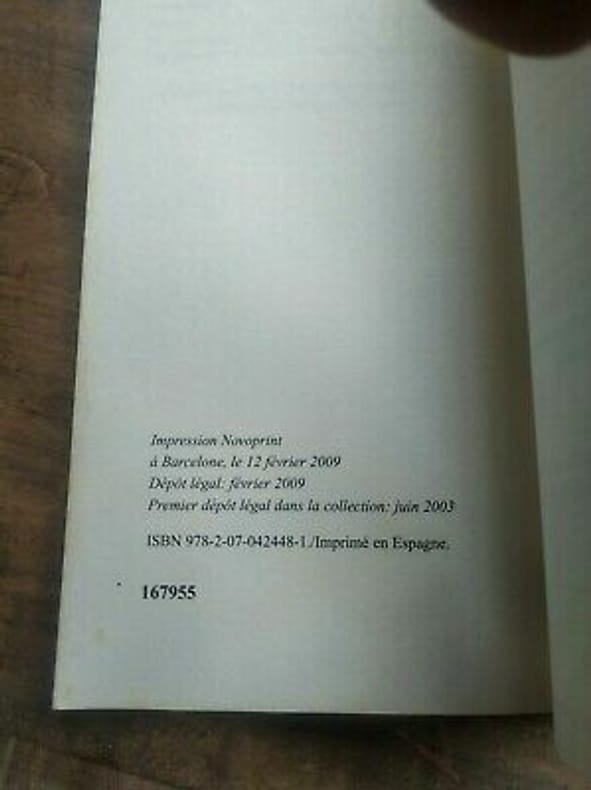 Impression Novoprint
à Barcelone, le 12 février 2009
Dépôt légal: février 2009
Premier dépôt légal dans la collection: juin 2003
ISBN 978-2-07-042448-1./Imprimé en Espagne.
167955